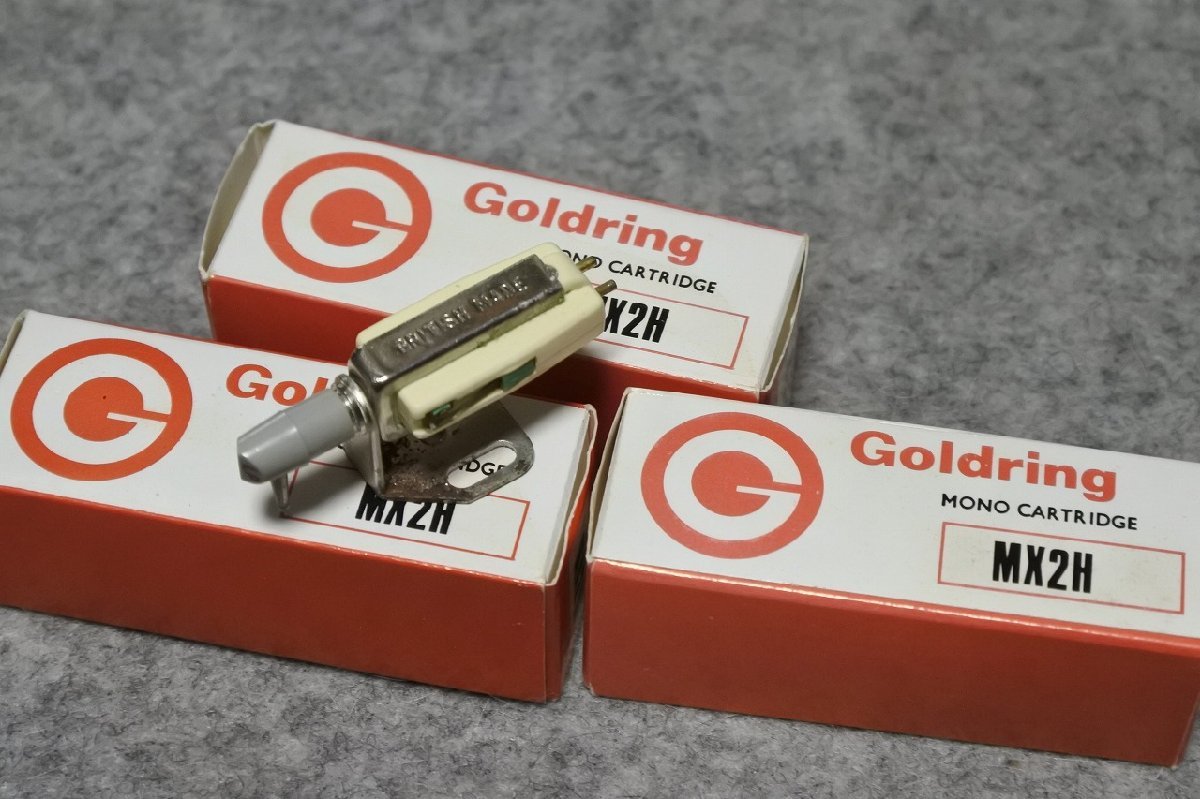 Goldring
MONO CARTRIDGE
MX2H
BRITISH MADE
Gol
MX2H
Goldring
MONO CARTRIDGE
MX2H